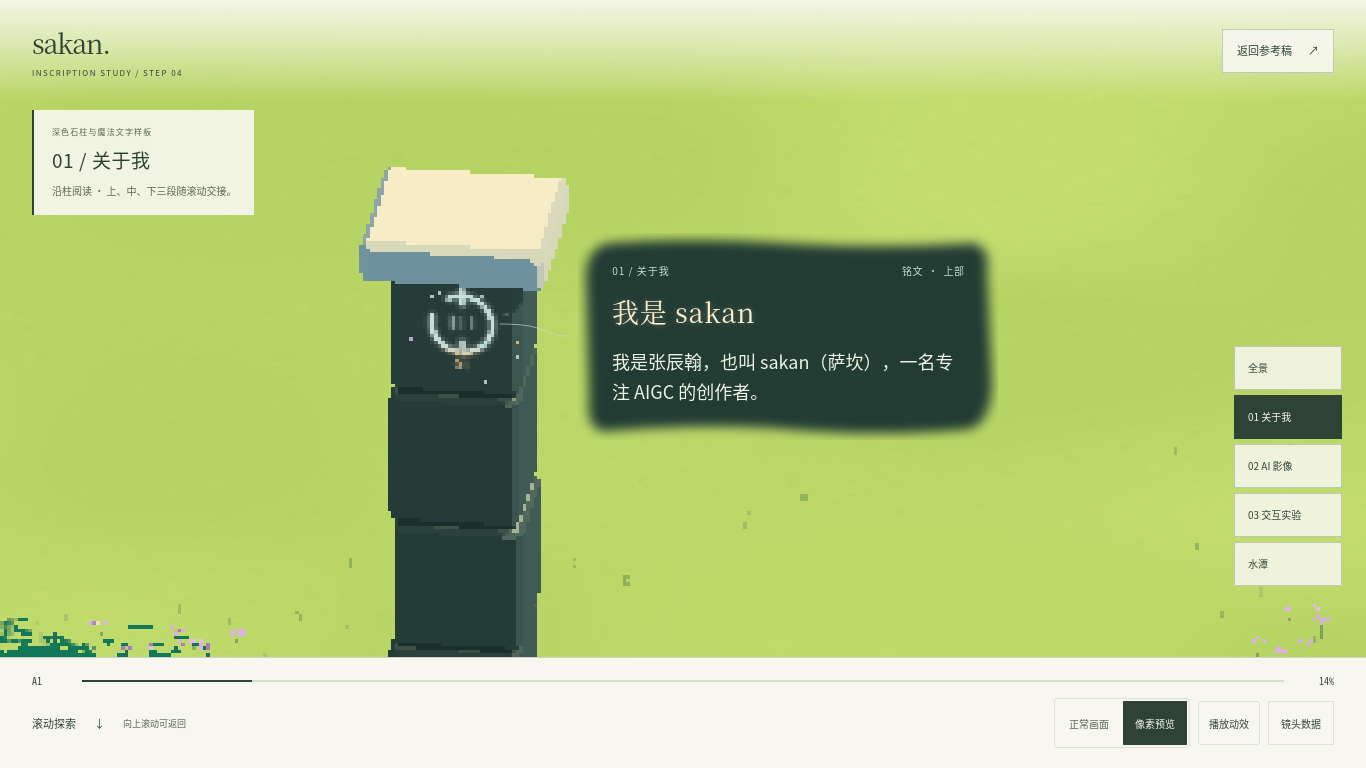 sakan.
INSCRIPTION STUDY / STEP 04
返回参考稿 ↗
深色石柱与魔法文字样板
01 / 关于我
沿柱阅读 · 上、中、下三段随滚动交接。
01 / 关于我
铭文 · 上部
我是 sakan
我是张辰翰，也叫 sakan（萨坎），一名专
注 AIGC 的创作者。
全景
01 关于我
02 AI 影像
03 交互实验
水潭
A1
14%
滚动探索 ↓ 向上滚动可返回
正常画面
像素预览
播放动效
镜头数据